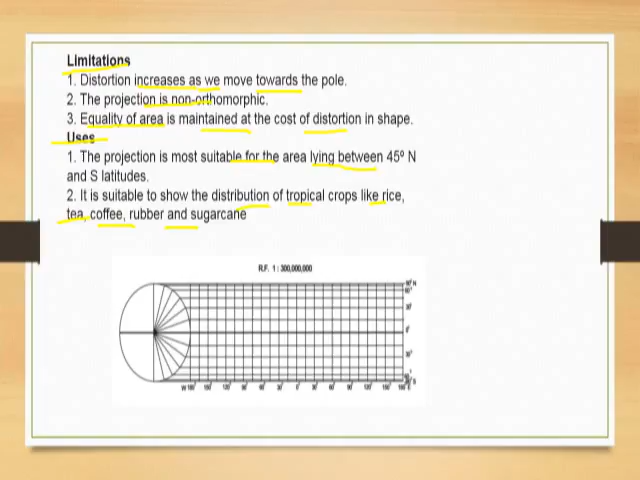 Limitations
1. Distortion increases as we move towards the pole.
2. The projection is non-orthomorphic.
3. Equality of area is maintained at the cost of distortion in shape.
Uses
1. The projection is most suitable for the area lying between 45º N
and S latitudes.
2. It is suitable to show the distribution of tropical crops like rice,
tea, coffee, rubber and sugarcane
R.F. 1 : 300,000,000